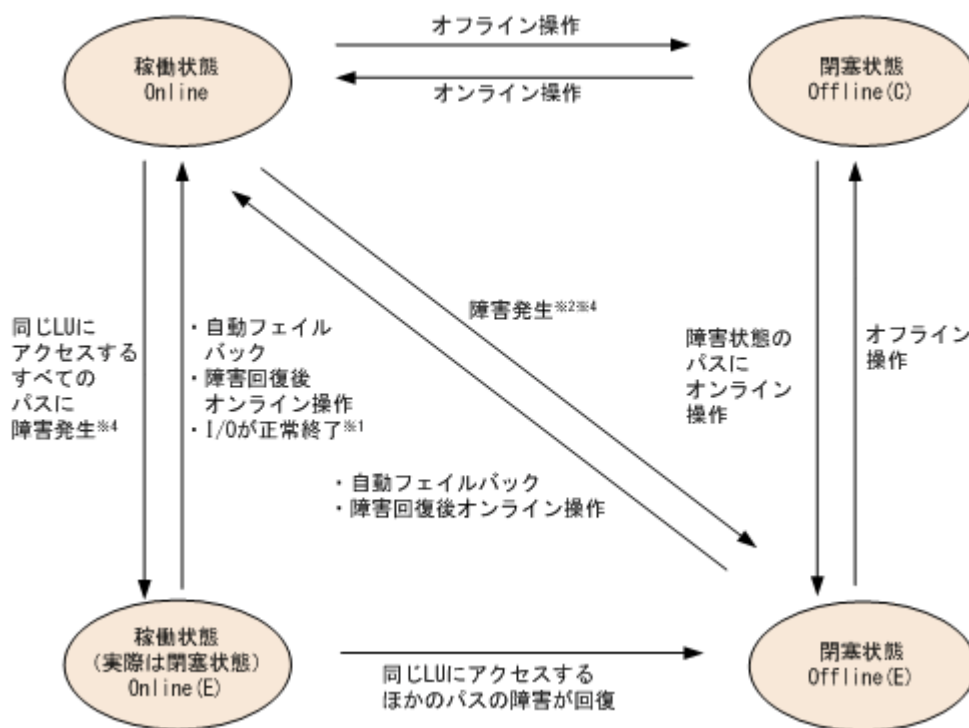 オフライン操作
稼働状態
Online
閉塞状態
Offline(C)
オンライン操作
同じLUに
アクセスする
すべての
パスに
障害発生※4
・自動フェイル
バック
・障害回復後
オンライン操作
・I/Oが正常終了※1
障害発生※2※4
障害状態の
パスに
オンライン
操作
オフライン
操作
・自動フェイルバック
・障害回復後オンライン操作
稼働状態
(実際は閉塞状態)
Online(E)
同じLUにアクセスする
ほかのパスの障害が回復
閉塞状態
Offline(E)